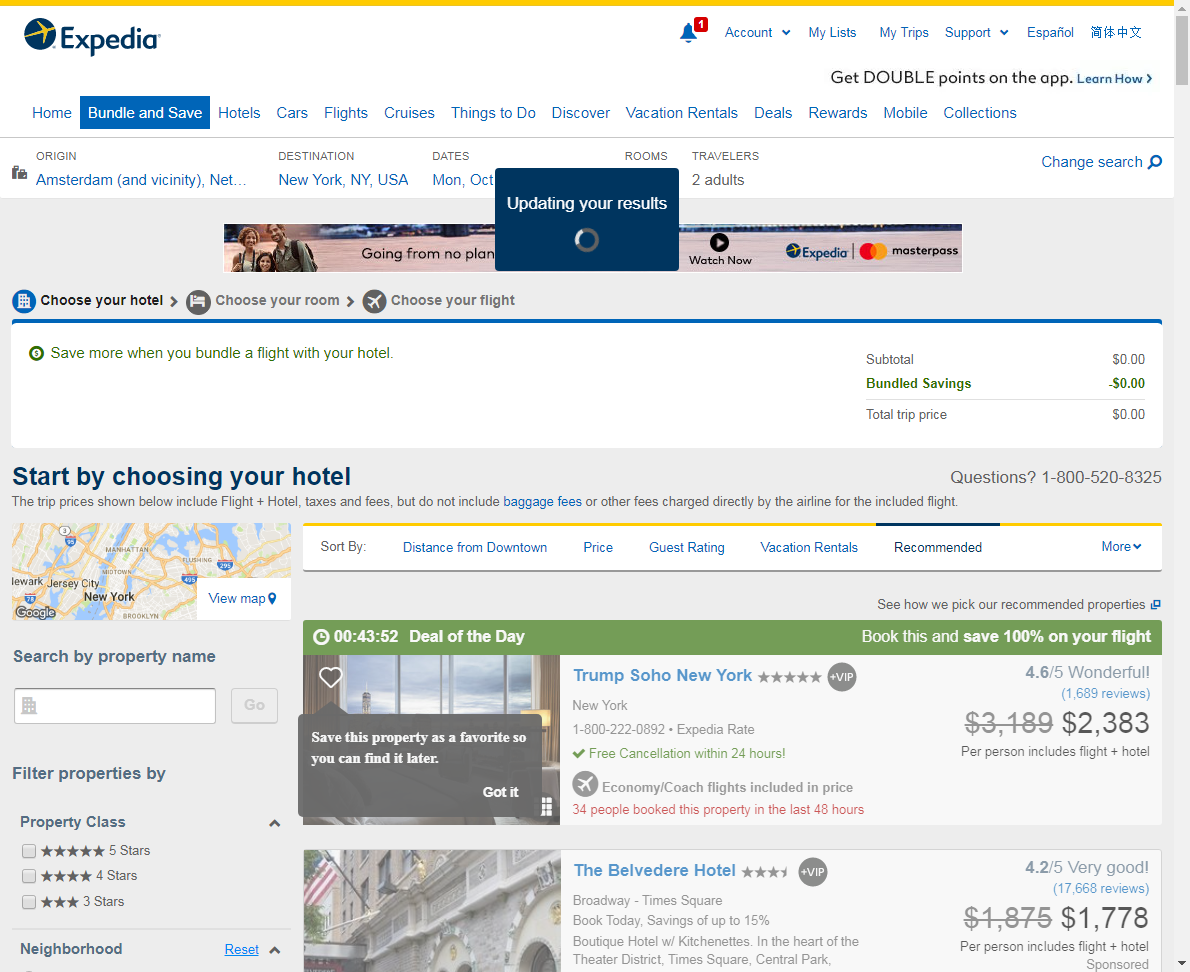 Expedia
1
Account
My Lists
My Trips
Support
Español
简体中文
Get DOUBLE points on the app. Learn How
Home
Bundle and Save
Hotels
Cars
Flights
Cruises
Things to Do
Discover
Vacation Rentals
Deals
Rewards
Mobile
Collections
ORIGIN
Amsterdam (and vicinity), Net...
DESTINATION
New York, NY, USA
DATES
Mon, Oct
ROOMS
TRAVELERS
2 adults
Change search
Updating your results
Going from no plan
Watch Now
Expedia
masterpass
Choose your hotel
Choose your room
Choose your flight
Save more when you bundle a flight with your hotel.
Subtotal $0.00
Bundled Savings -$0.00
Total trip price $0.00
Start by choosing your hotel
Questions? 1-800-520-8325
The trip prices shown below include Flight + Hotel, taxes and fees, but do not include baggage fees or other fees charged directly by the airline for the included flight.
3
95
MANHATTAN
FLUSHING
MIDTOWN
295
495
lewark
Jersey City
78
New York
BROOKLYN
Google
View map
Sort By:
Distance from Downtown
Price
Guest Rating
Vacation Rentals
Recommended
More
See how we pick our recommended properties
Search by property name
Go
Filter properties by
Property Class
5 Stars
4 Stars
3 Stars
Neighborhood
Reset
00:43:52 Deal of the Day
Book this and save 100% on your flight
Trump Soho New York
+VIP
New York
1-800-222-0892 • Expedia Rate
Free Cancellation within 24 hours!
Economy/Coach flights included in price
34 people booked this property in the last 48 hours
4.6/5 Wonderful!
(1,689 reviews)
$3,189 $2,383
Per person includes flight + hotel
Save this property as a favorite so
you can find it later.
Got it
The Belvedere Hotel
+VIP
Broadway - Times Square
Book Today, Savings of up to 15%
Boutique Hotel w/ Kitchenettes. In the heart of the
Theater District, Times Square, Central Park,
4.2/5 Very good!
(17,668 reviews)
$1,875 $1,778
Per person includes flight + hotel
Sponsored